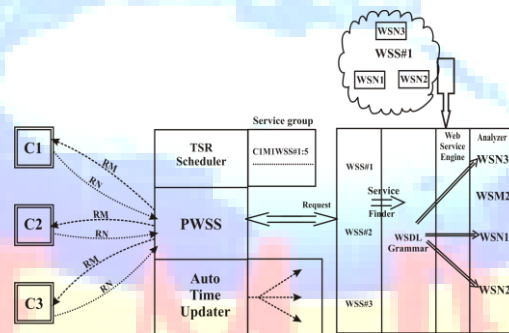 WSN3
WSS#1
WSN1
WSN2
Service group
C1
C2
C3
RM
RN
RM
RN
RM
RN
TSR
Scheduler
C1M1WSS#1:5
PWSS
Auto
Time
Updater
Request
WSS#1
WSS#2
WSS#3
Service
Finder
WSDL
Grammar
Web
Service
Engine
Analyzer
WSN3
WSM2
WSN1
WSN2